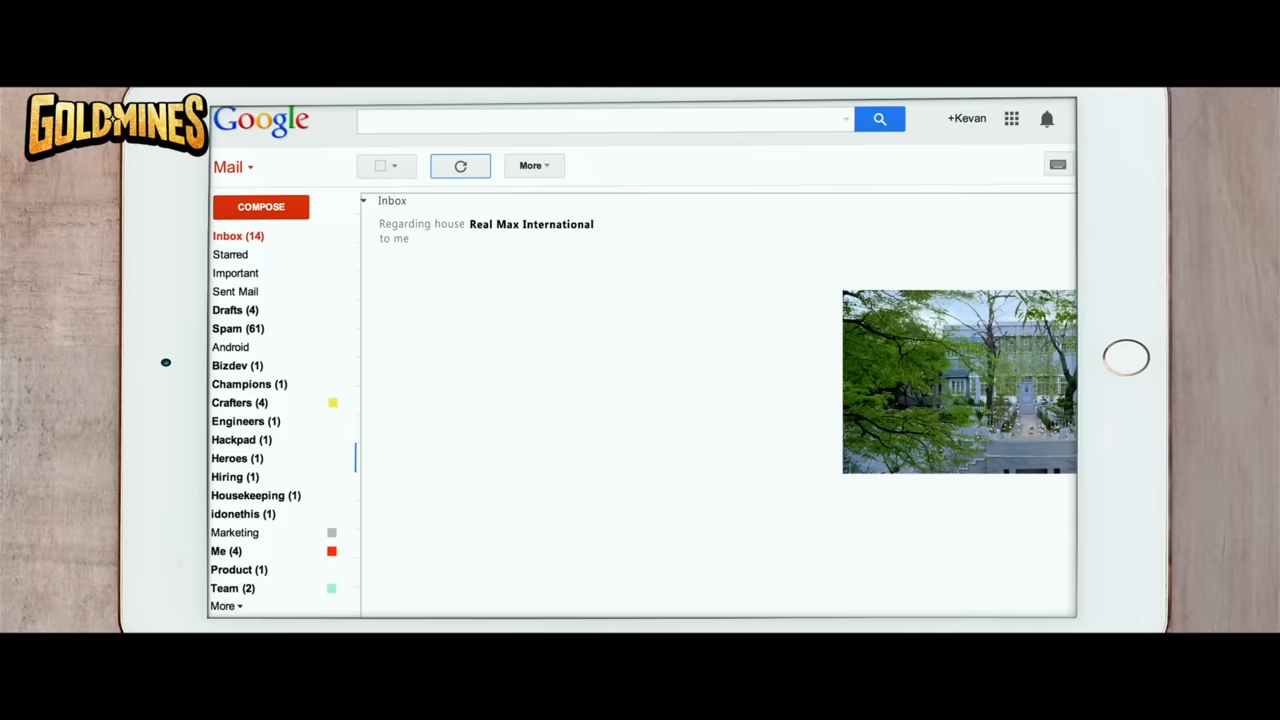 GOLDMINES
Google
+Kevan
Mail
More
COMPOSE
Inbox
Regarding house Real Max International
to me
Inbox (14)
Starred
Important
Sent Mail
Drafts (4)
Spam (61)
Android
Bizdev (1)
Champions (1)
Crafters (4)
Engineers (1)
Hackpad (1)
Heroes (1)
Hiring (1)
Housekeeping (1)
idonethis (1)
Marketing
Me (4)
Product (1)
Team (2)
More